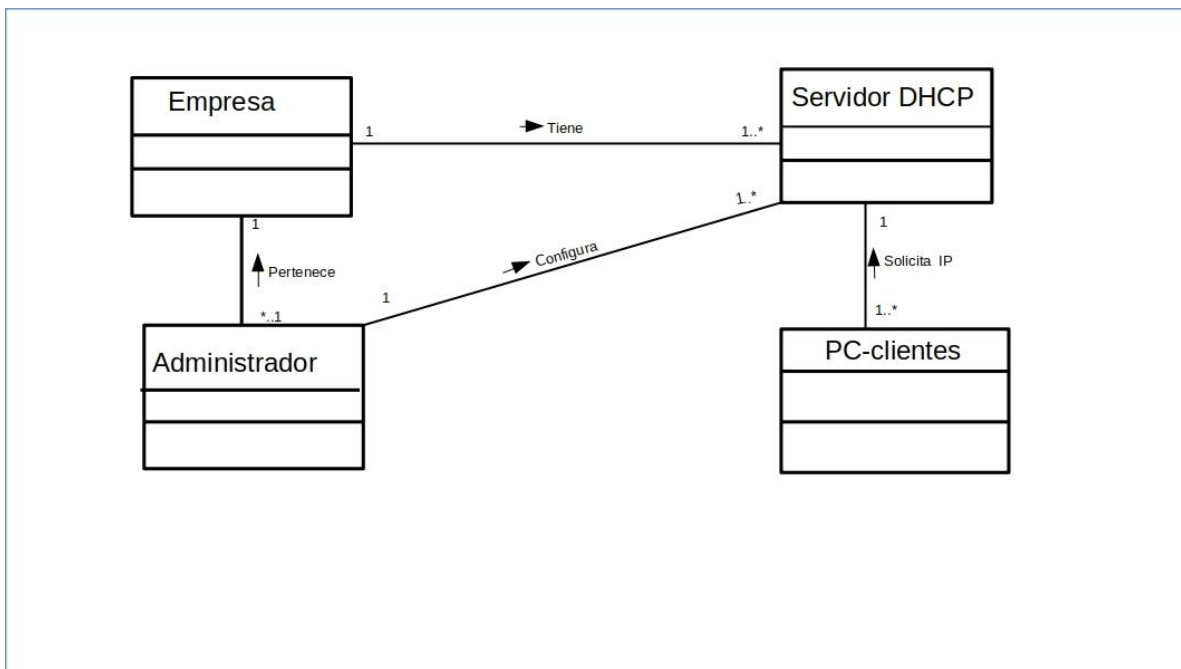 Empresa
Servidor DHCP
1
Tiene
1..*
1..*
1
Pertenece
Configura
1
Solicita IP
*..1
1
1..*
Administrador
PC-clientes